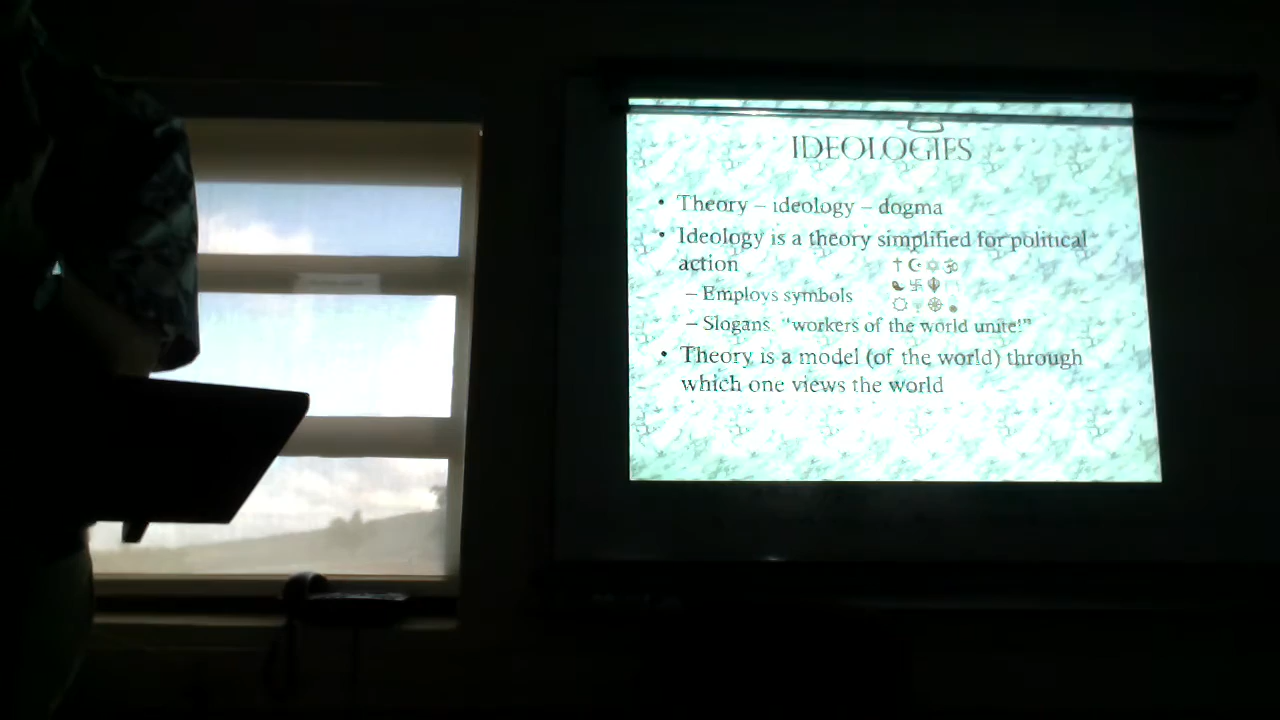 IDEOLOGIES
• Theory – ideology – dogma
• Ideology is a theory simplified for political
action
– Employs symbols
– Slogans: "workers of the world unite!"
• Theory is a model (of the world) through
which one views the world